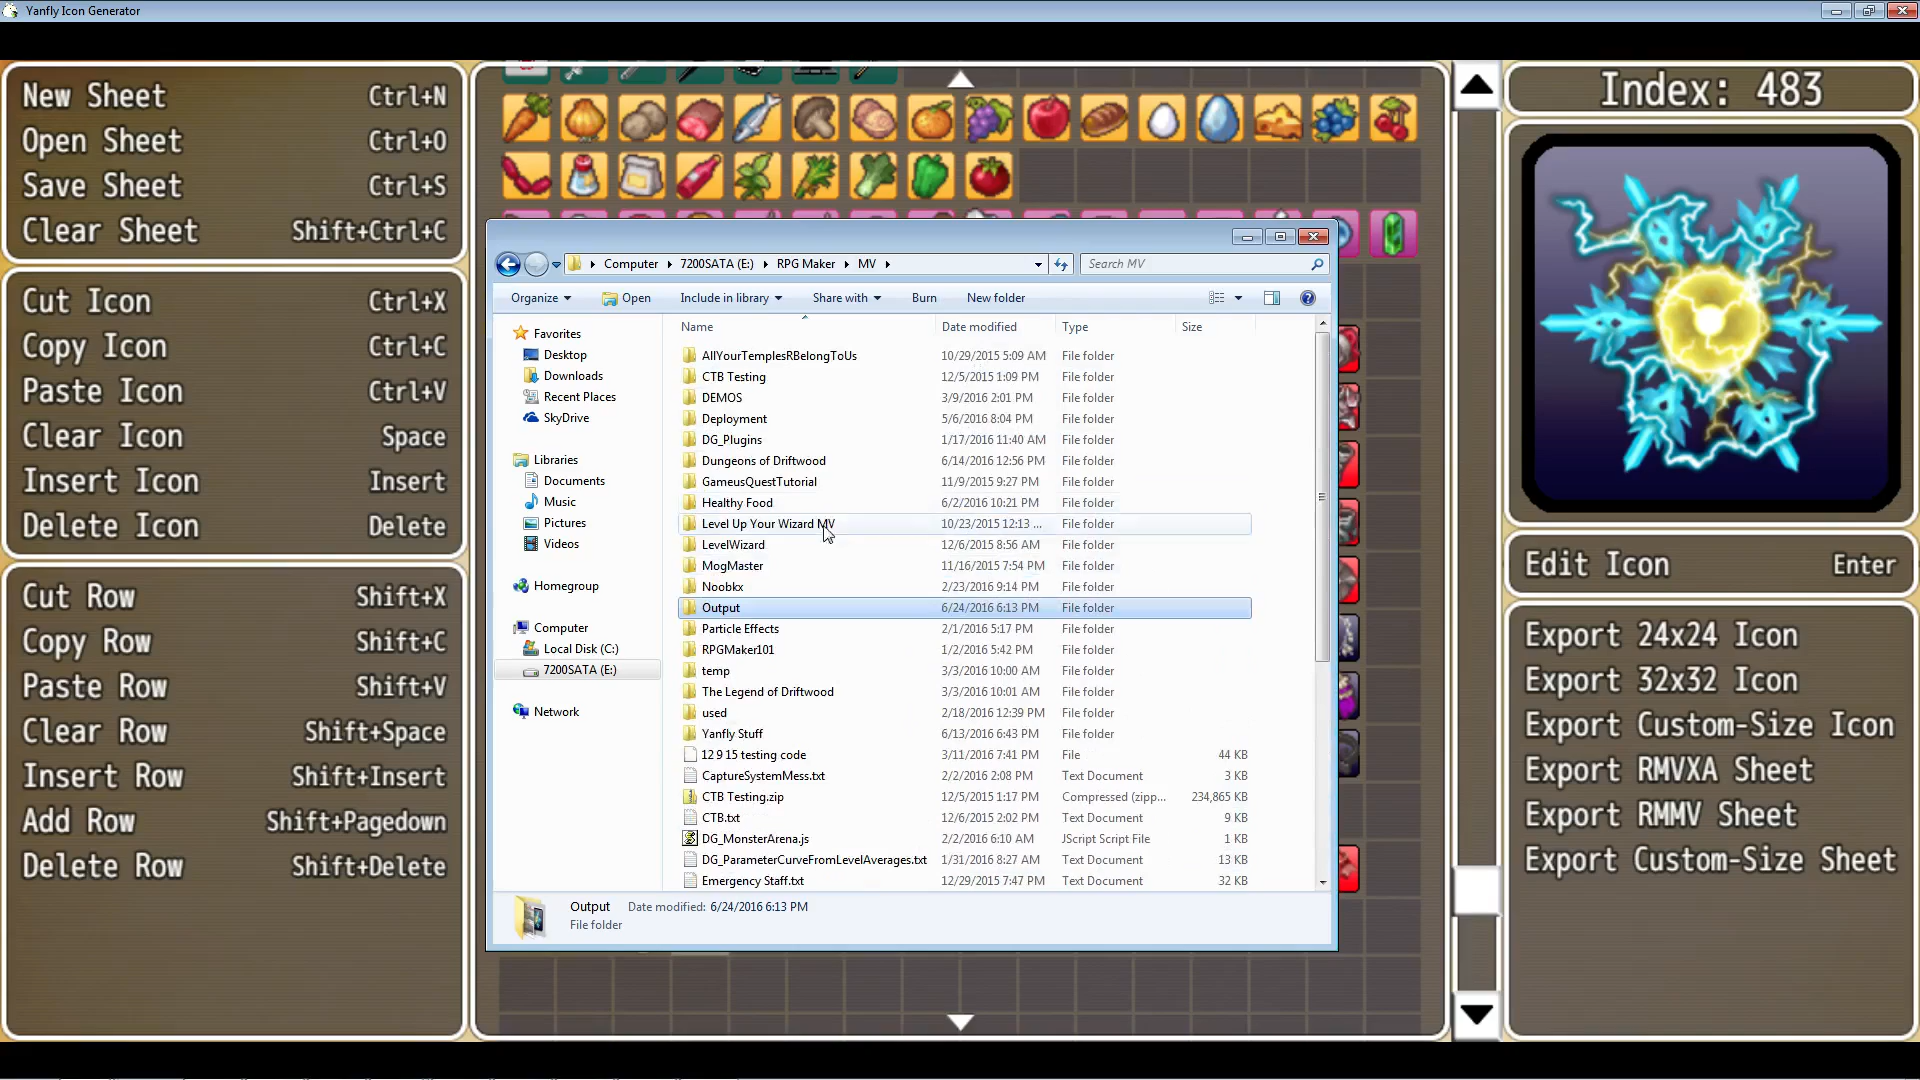 Yanfly Icon Generator
New Sheet Ctrl+N
Open Sheet Ctrl+O
Save Sheet Ctrl+S
Clear Sheet Shift+Ctrl+C
Cut Icon Ctrl+X
Copy Icon Ctrl+C
Paste Icon Ctrl+V
Clear Icon Space
Insert Icon Insert
Delete Icon Delete
Cut Row Shift+X
Copy Row Shift+C
Paste Row Shift+V
Clear Row Shift+Space
Insert Row Shift+Insert
Add Row Shift+Pagedown
Delete Row Shift+Delete
Computer 7200SATA (E:) RPG Maker MV Search MV
Organize Open Include in library Share with Burn New folder
Favorites
Desktop
Downloads
Recent Places
SkyDrive
Libraries
Documents
Music
Pictures
Videos
Homegroup
Computer
Local Disk (C:)
7200SATA (E:)
Network
Name Date modified Type Size
AllYourTemplesRBelongToUs 10/29/2015 5:09 AM File folder
CTB Testing 12/5/2015 1:09 PM File folder
DEMOS 3/9/2016 2:01 PM File folder
Deployment 5/6/2016 8:04 PM File folder
DG_Plugins 1/17/2016 11:40 AM File folder
Dungeons of Driftwood 6/14/2016 12:56 PM File folder
GameusQuestTutorial 11/9/2015 9:27 PM File folder
Healthy Food 6/2/2016 10:21 PM File folder
Level Up Your Wizard MV 10/23/2015 12:13 ... File folder
LevelWizard 12/6/2015 8:56 AM File folder
MogMaster 11/16/2015 7:54 PM File folder
Noobkx 2/23/2016 9:14 PM File folder
Output 6/24/2016 6:13 PM File folder
Particle Effects 2/1/2016 5:17 PM File folder
RPGMaker101 1/2/2016 5:42 PM File folder
temp 3/3/2016 10:00 AM File folder
The Legend of Driftwood 3/3/2016 10:01 AM File folder
used 2/18/2016 12:39 PM File folder
Yanfly Stuff 6/13/2016 6:43 PM File folder
12 9 15 testing code 3/11/2016 7:41 PM File 44 KB
CaptureSystemMess.txt 2/2/2016 2:08 PM Text Document 3 KB
CTB Testing.zip 12/5/2015 1:17 PM Compressed (zipp... 234,865 KB
CTB.txt 12/6/2015 2:02 PM Text Document 9 KB
DG_MonsterArena.js 2/2/2016 6:10 AM JScript Script File 1 KB
DG_ParameterCurveFromLevelAverages.txt 1/31/2016 8:27 AM Text Document 13 KB
Emergency Staff.txt 12/29/2015 7:47 PM Text Document 32 KB
Output Date modified: 6/24/2016 6:13 PM
File folder
Index: 483
Edit Icon Enter
Export 24x24 Icon
Export 32x32 Icon
Export Custom-Size Icon
Export RMVXA Sheet
Export RMMV Sheet
Export Custom-Size Sheet